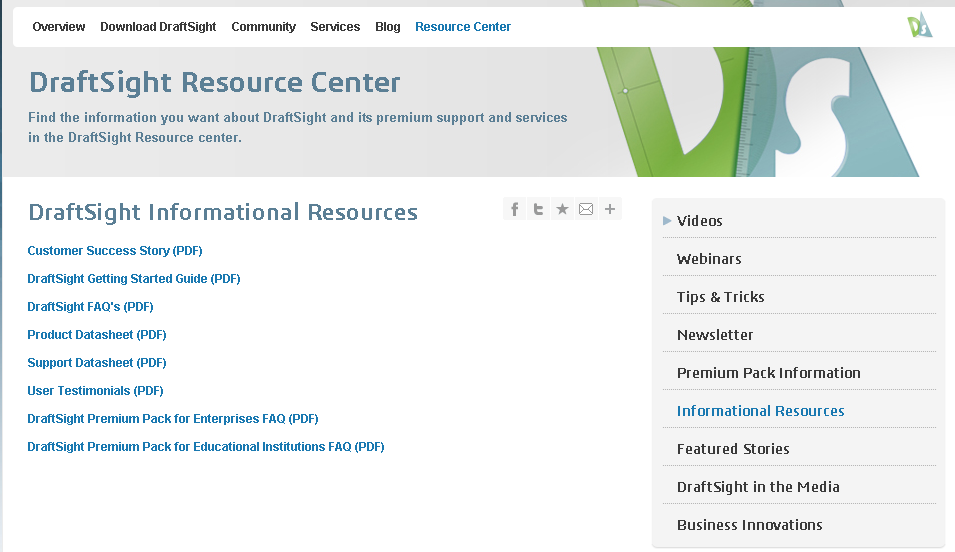 Overview Download DraftSight Community Services Blog Resource Center
DS
DraftSight Resource Center
Find the information you want about DraftSight and its premium support and services
in the DraftSight Resource center.
DraftSight Informational Resources
Customer Success Story (PDF)
DraftSight Getting Started Guide (PDF)
DraftSight FAQ's (PDF)
Product Datasheet (PDF)
Support Datasheet (PDF)
User Testimonials (PDF)
DraftSight Premium Pack for Enterprises FAQ (PDF)
DraftSight Premium Pack for Educational Institutions FAQ (PDF)
Videos
Webinars
Tips & Tricks
Newsletter
Premium Pack Information
Informational Resources
Featured Stories
DraftSight in the Media
Business Innovations